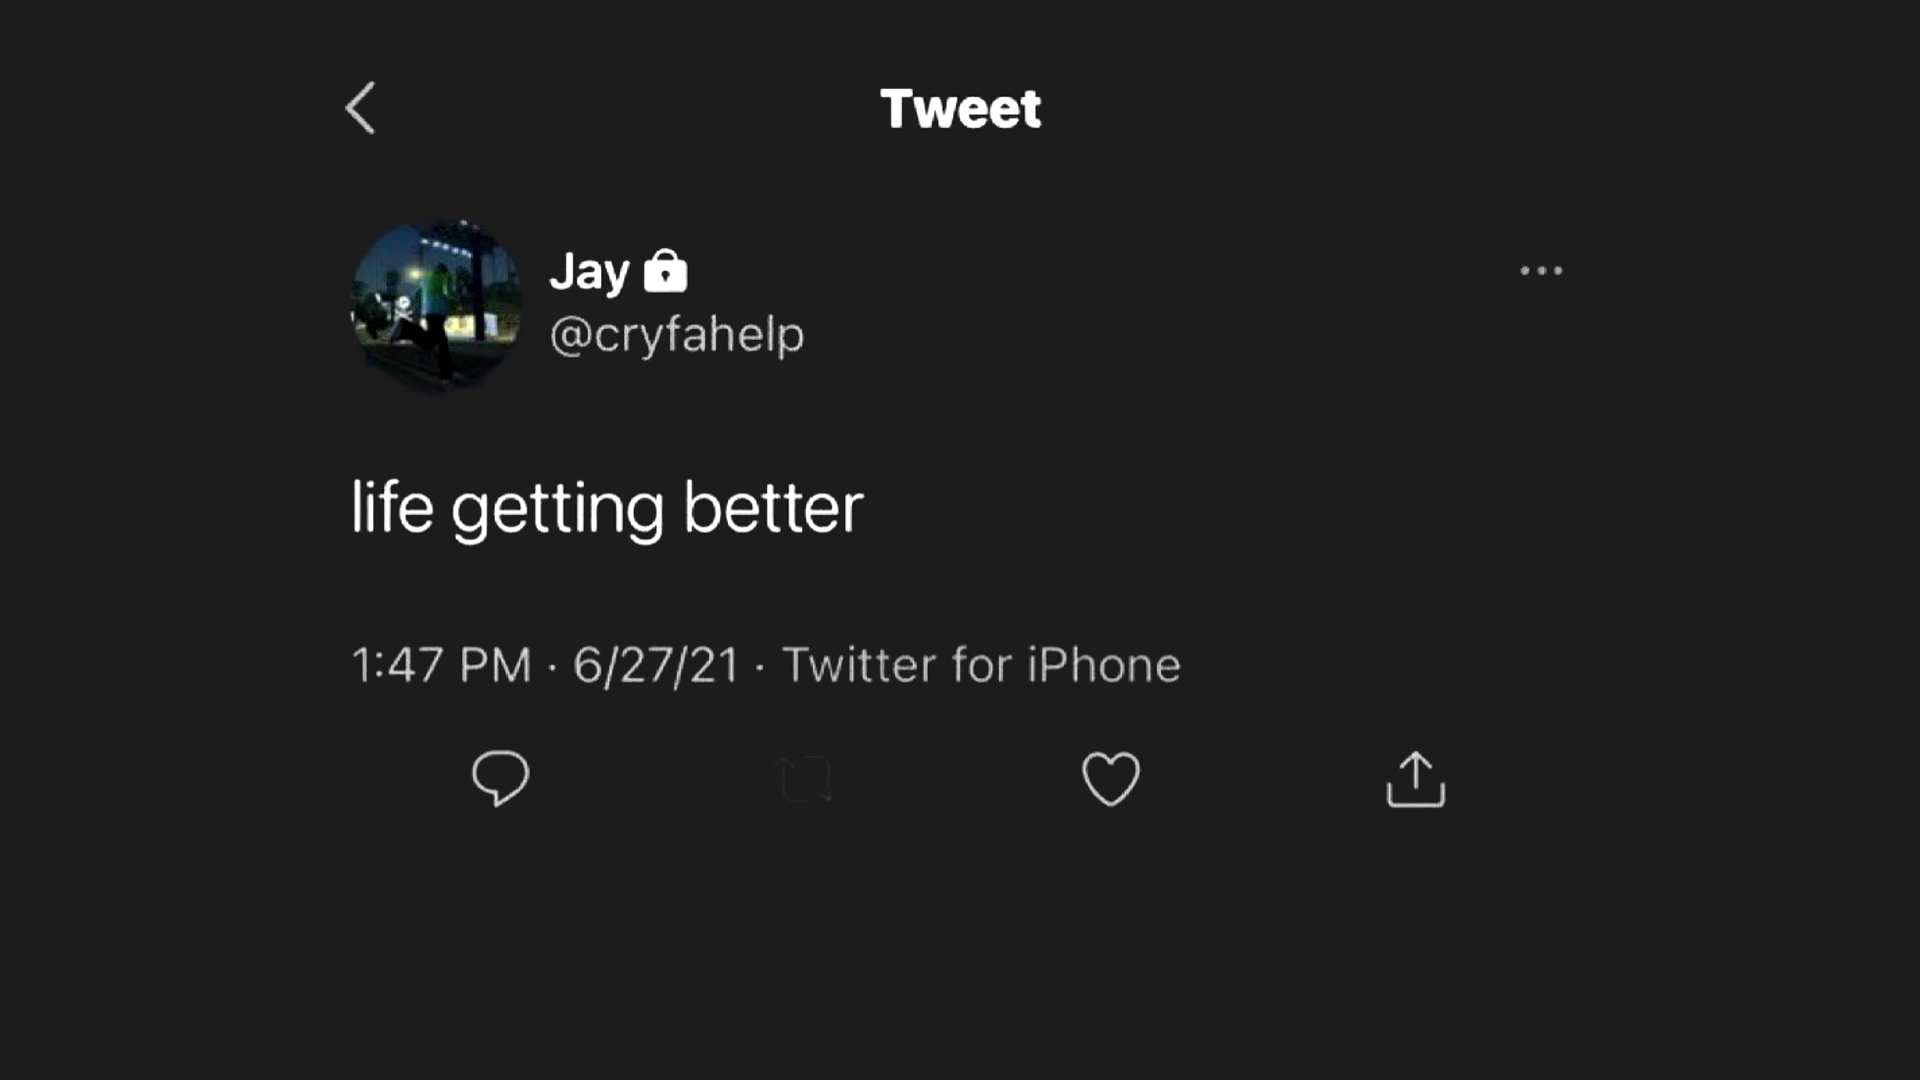 Tweet
Jay
@cryfahelp
life getting better
1:47 PM · 6/27/21 · Twitter for iPhone